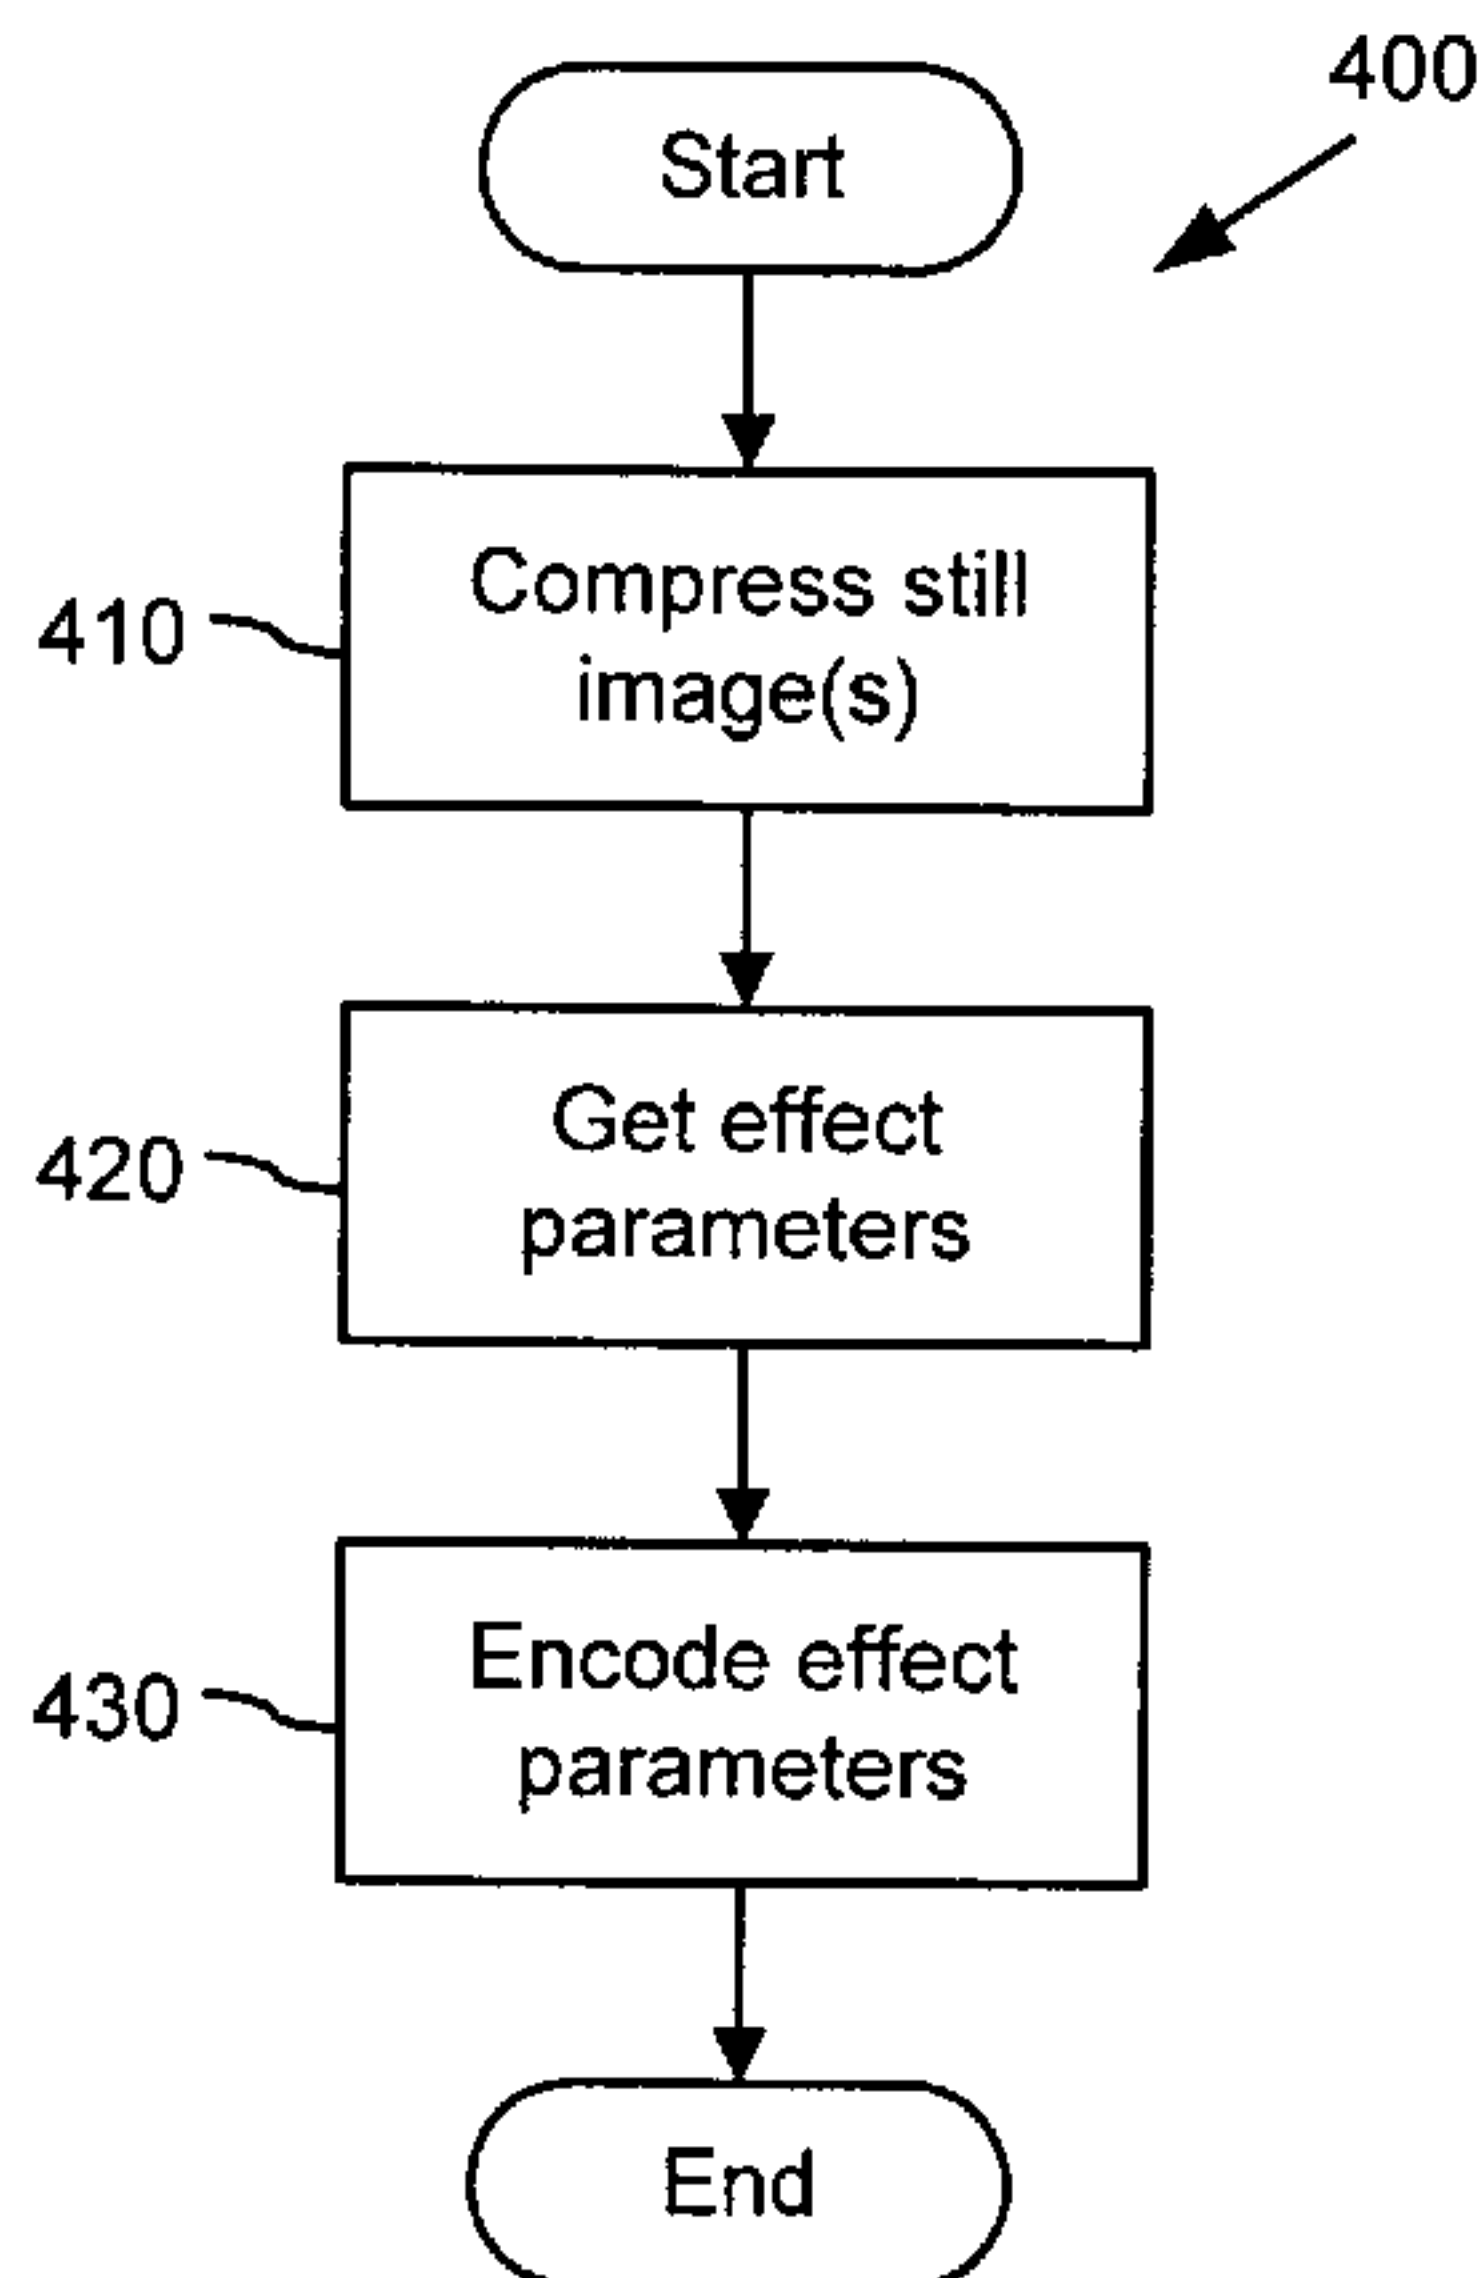 400
Start
Compress still
image(s)
410
Get effect
parameters
420
Encode effect
parameters
430
End